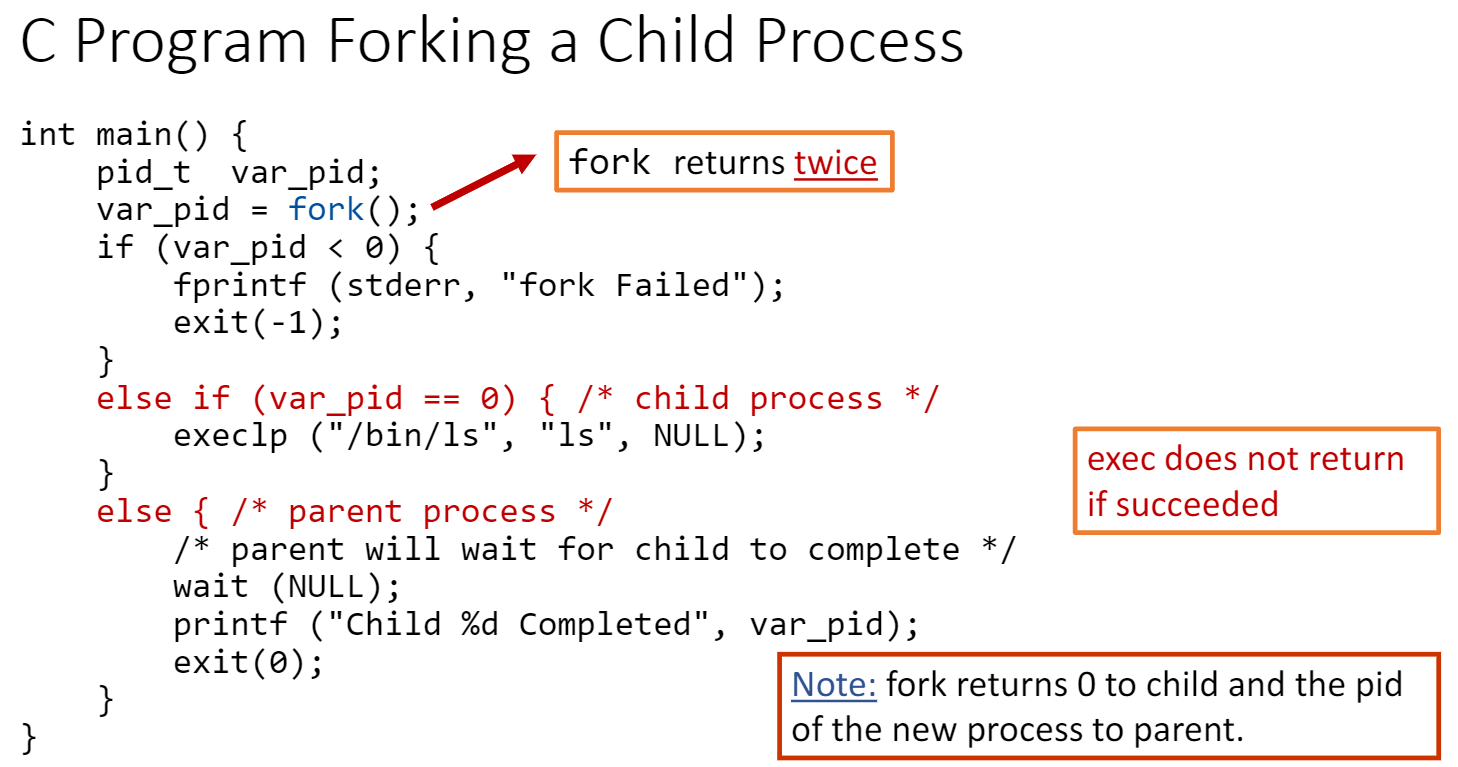 C Program Forking a Child Process
int main() {
    pid_t  var_pid;
    var_pid = fork();
fork returns twice
    if (var_pid < 0) {
        fprintf (stderr, "fork Failed");
        exit(-1);
    }
    else if (var_pid == 0) { /* child process */
        execlp ("/bin/ls", "ls", NULL);
    }
    else { /* parent process */
        /* parent will wait for child to complete */
        wait (NULL);
        printf ("Child %d Completed", var_pid);
        exit(0);
    }
}
exec does not return
if succeeded
Note: fork returns 0 to child and the pid
of the new process to parent.